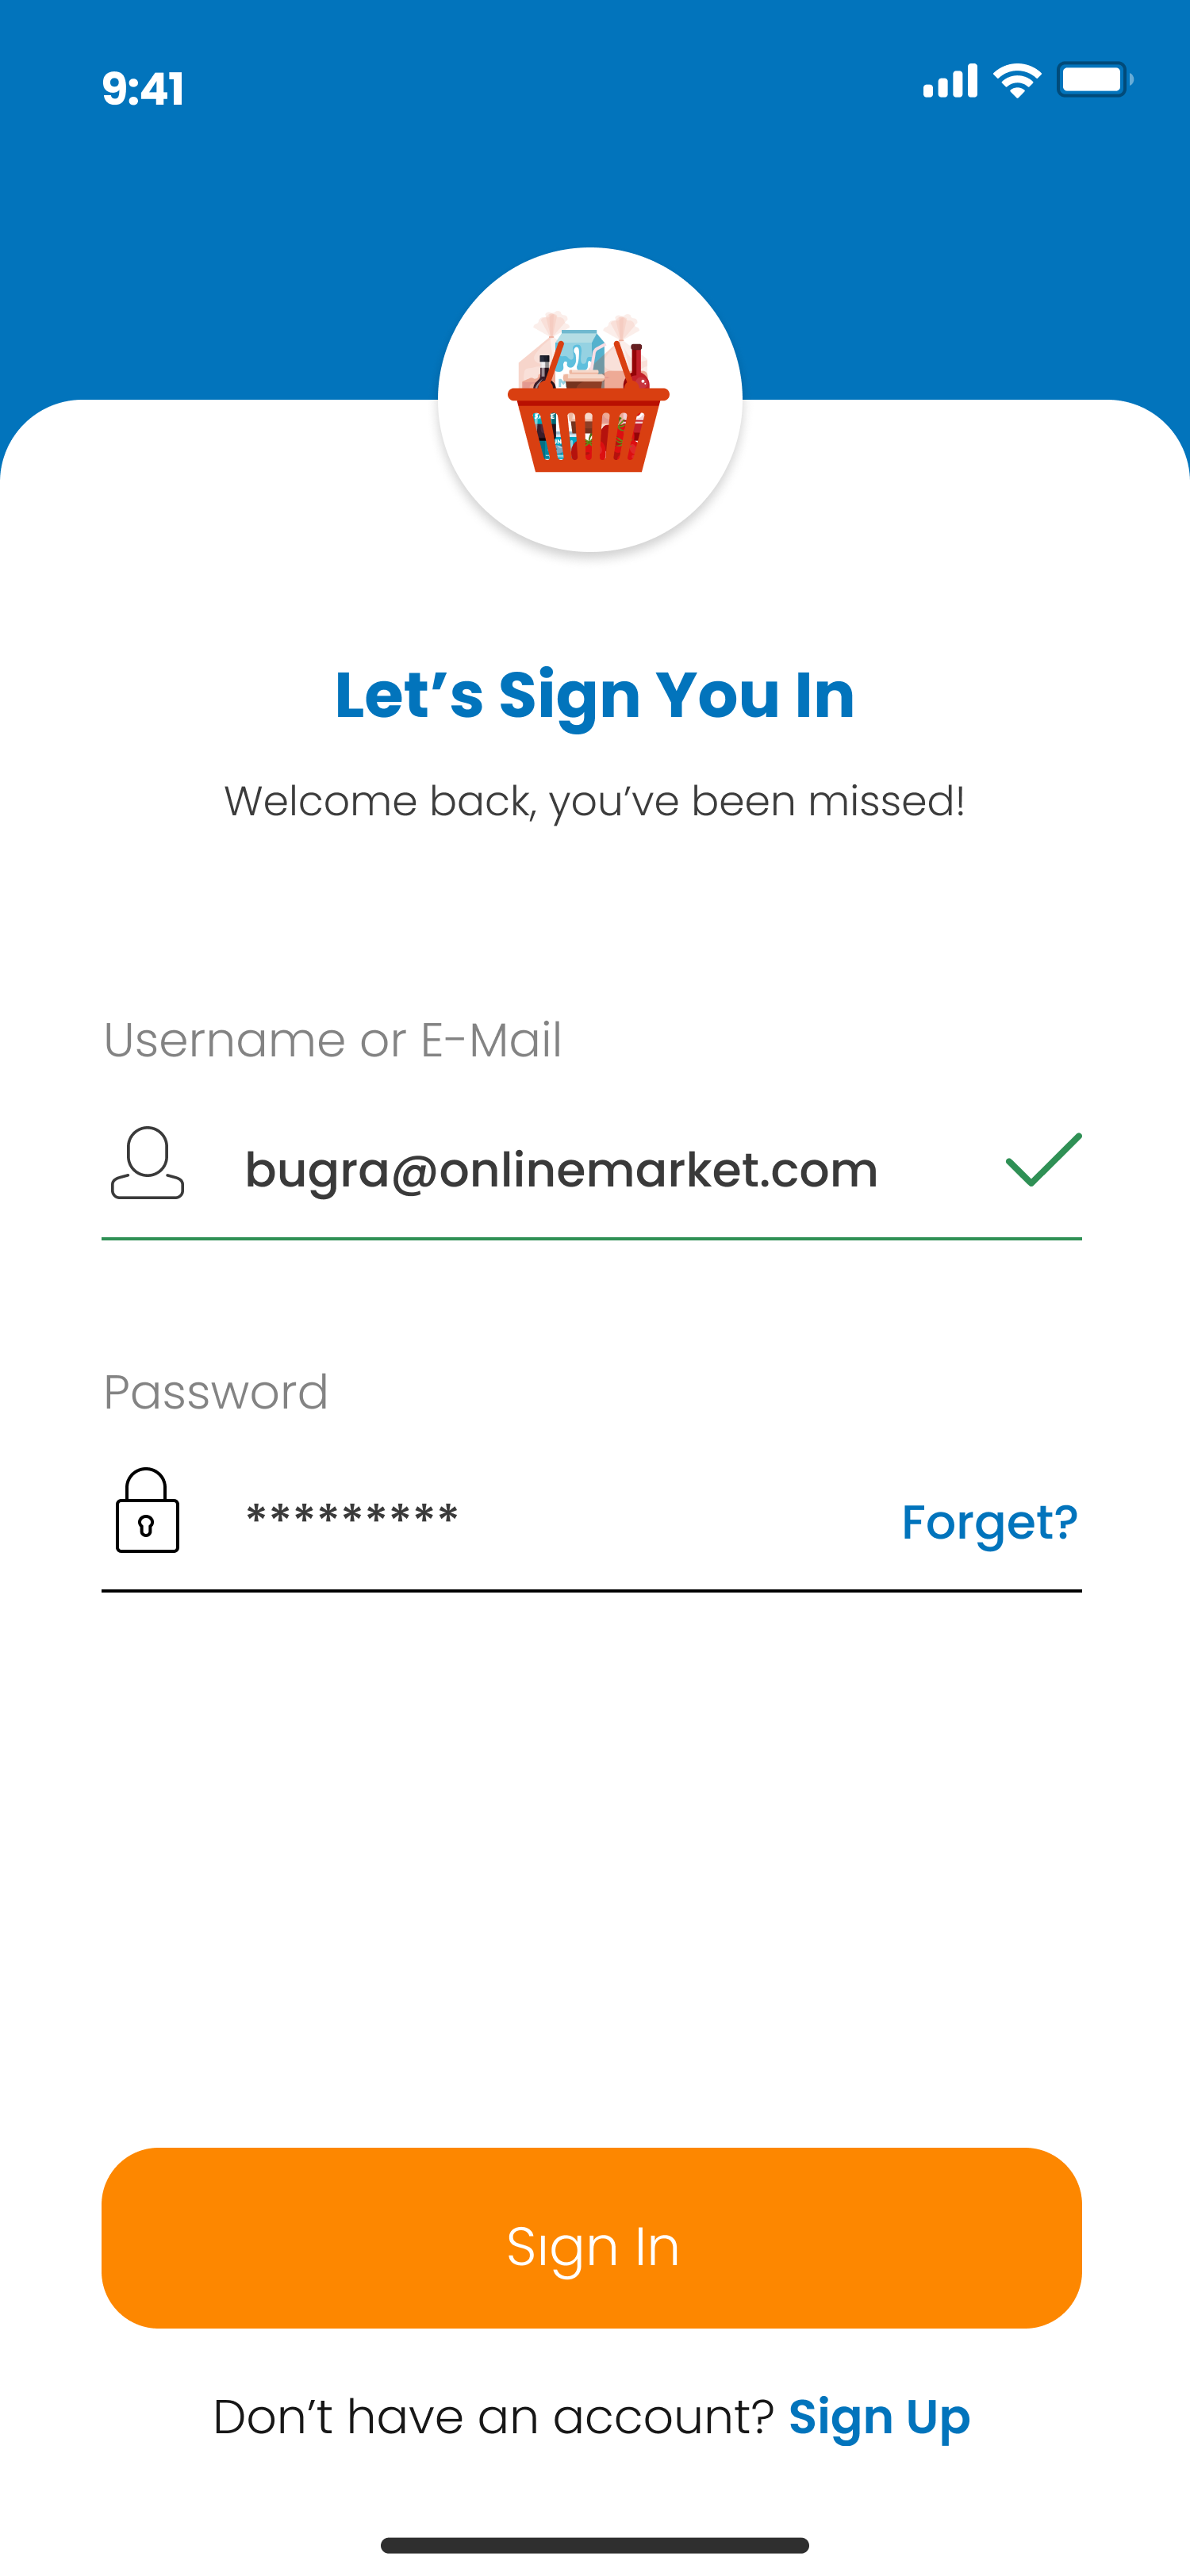 9:41
Let’s Sign You In
Welcome back, you’ve been missed!
Username or E-Mail
bugra@onlinemarket.com
Password
*********
Forget?
Sıgn In
Don’t have an account? Sign Up